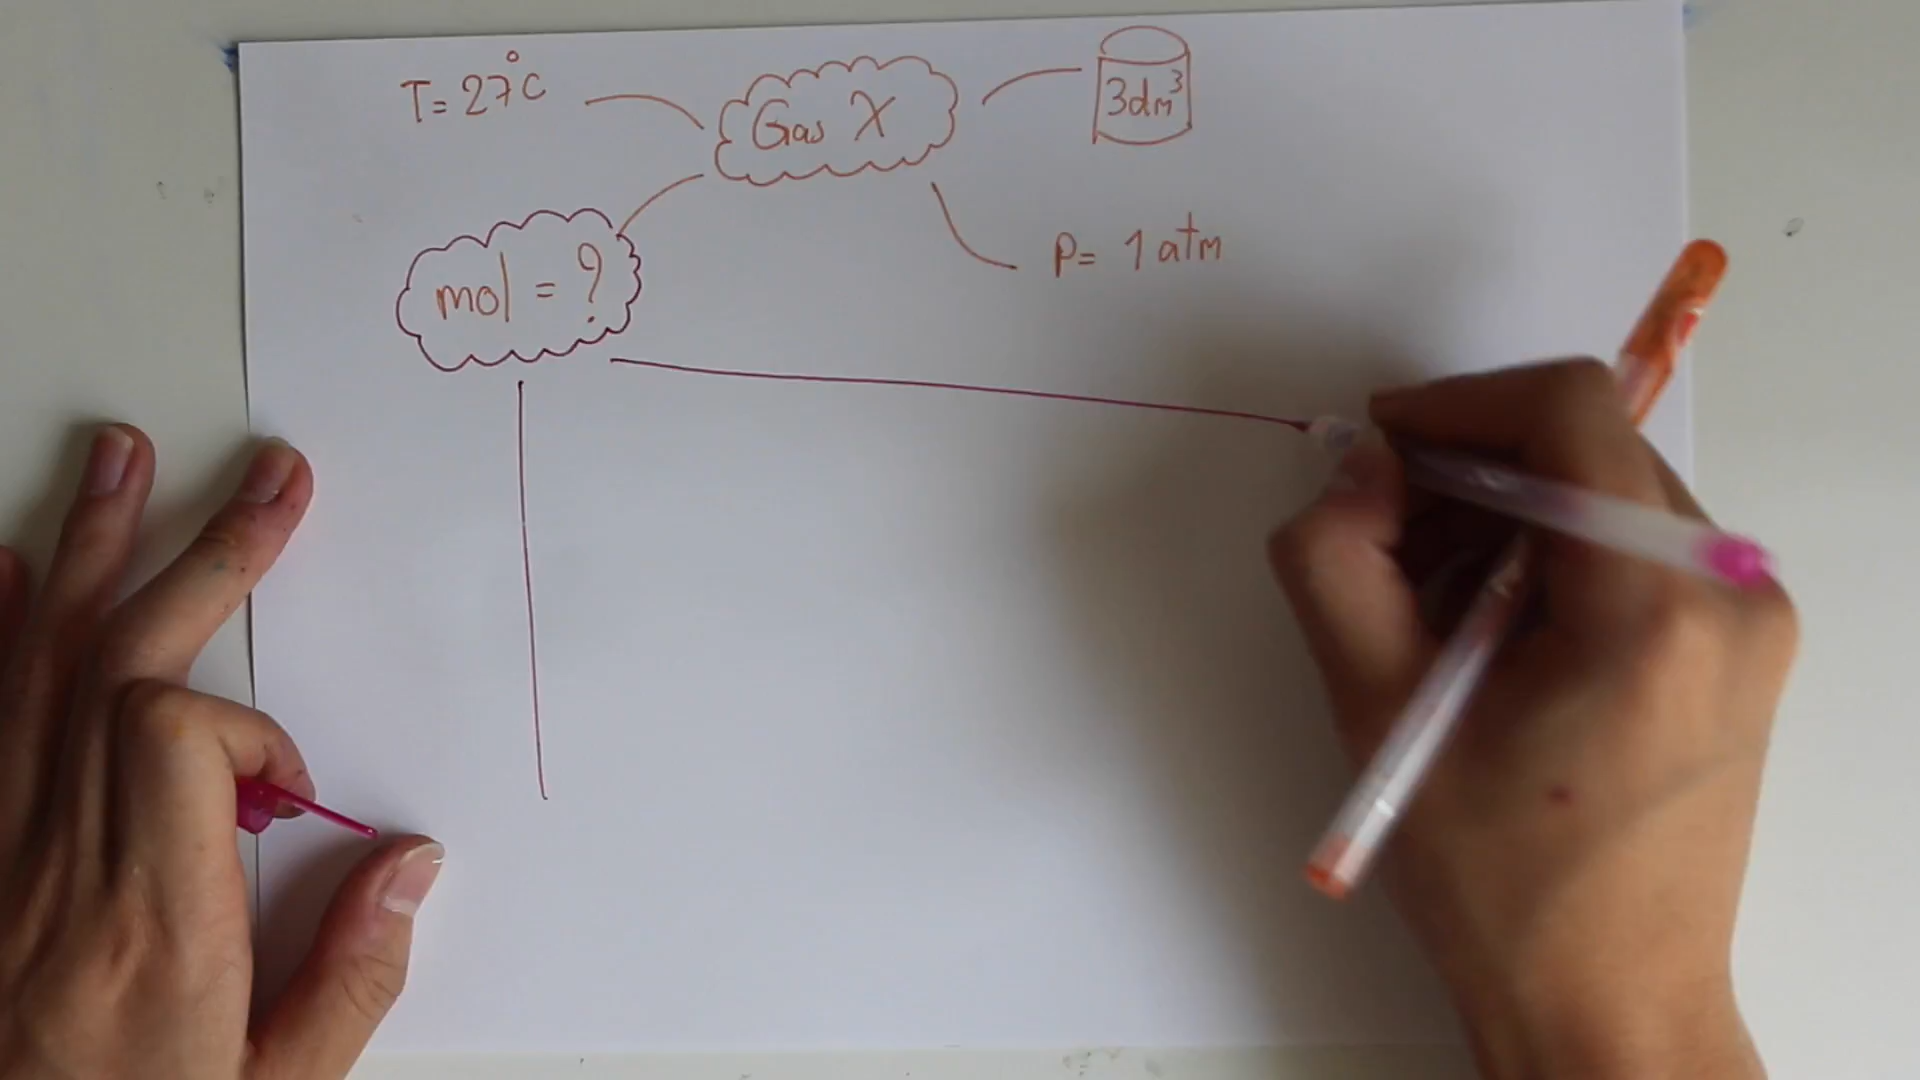 T= 27°C
Gas X
3dm³
mol = ?
P= 1 atm